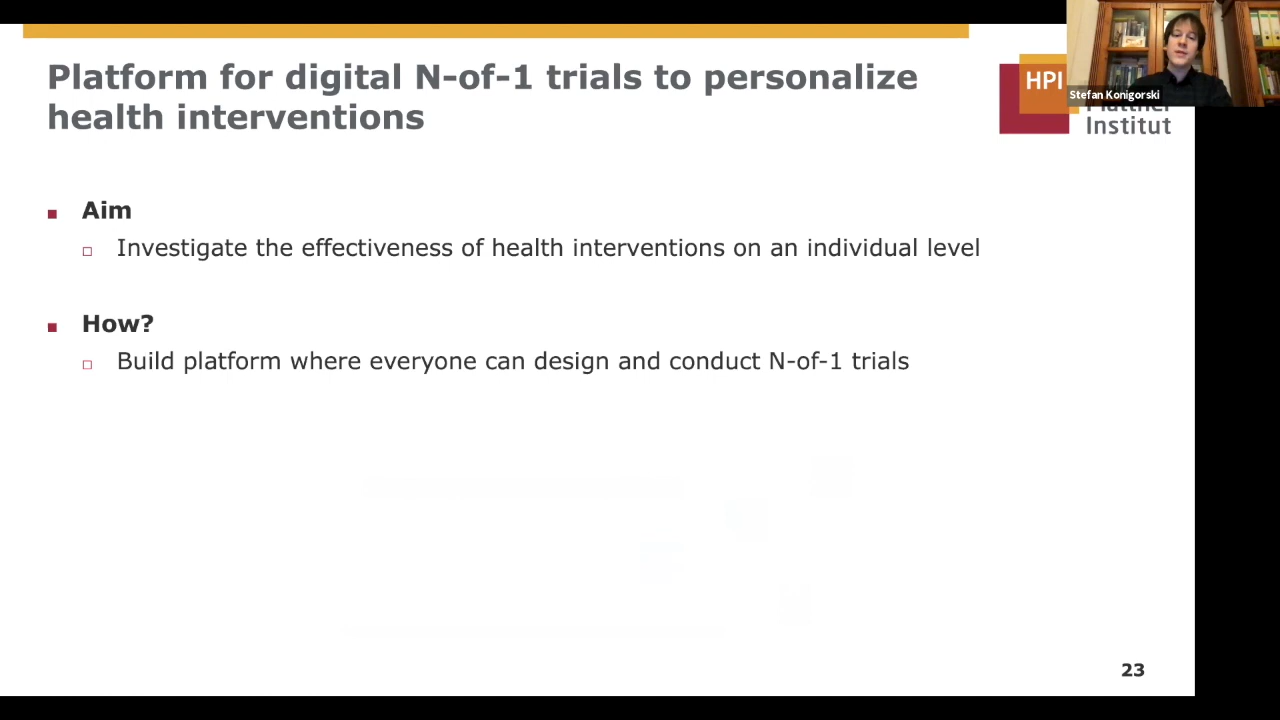 Platform for digital N-of-1 trials to personalize
health interventions
HPI
Stefan Konigorski
Institut
Aim
Investigate the effectiveness of health interventions on an individual level
How?
Build platform where everyone can design and conduct N-of-1 trials
23